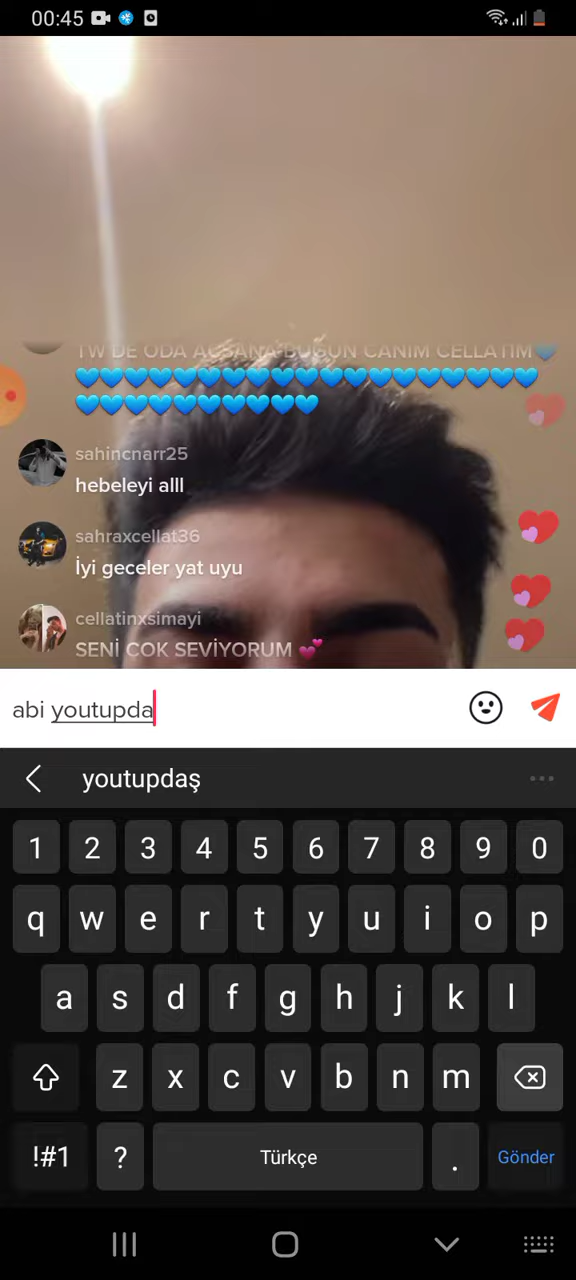 00:45
TW DE ODA AÇSANA BUGÜN CANIM CELLATIM💙
💙💙💙💙💙💙💙💙💙💙💙💙💙💙💙💙💙💙💙
💙💙💙💙💙💙💙💙💙💙
sahincnarr25
hebeleyi alll
sahraxcellat36
İyi geceler yat uyu
cellatinxsimayi
SENİ COK SEVİYORUM 💕
abi youtupda
youtupdaş
1 2 3 4 5 6 7 8 9 0
q w e r t y u i o p
a s d f g h j k l
z x c v b n m
!#1 ? Türkçe . Gönder